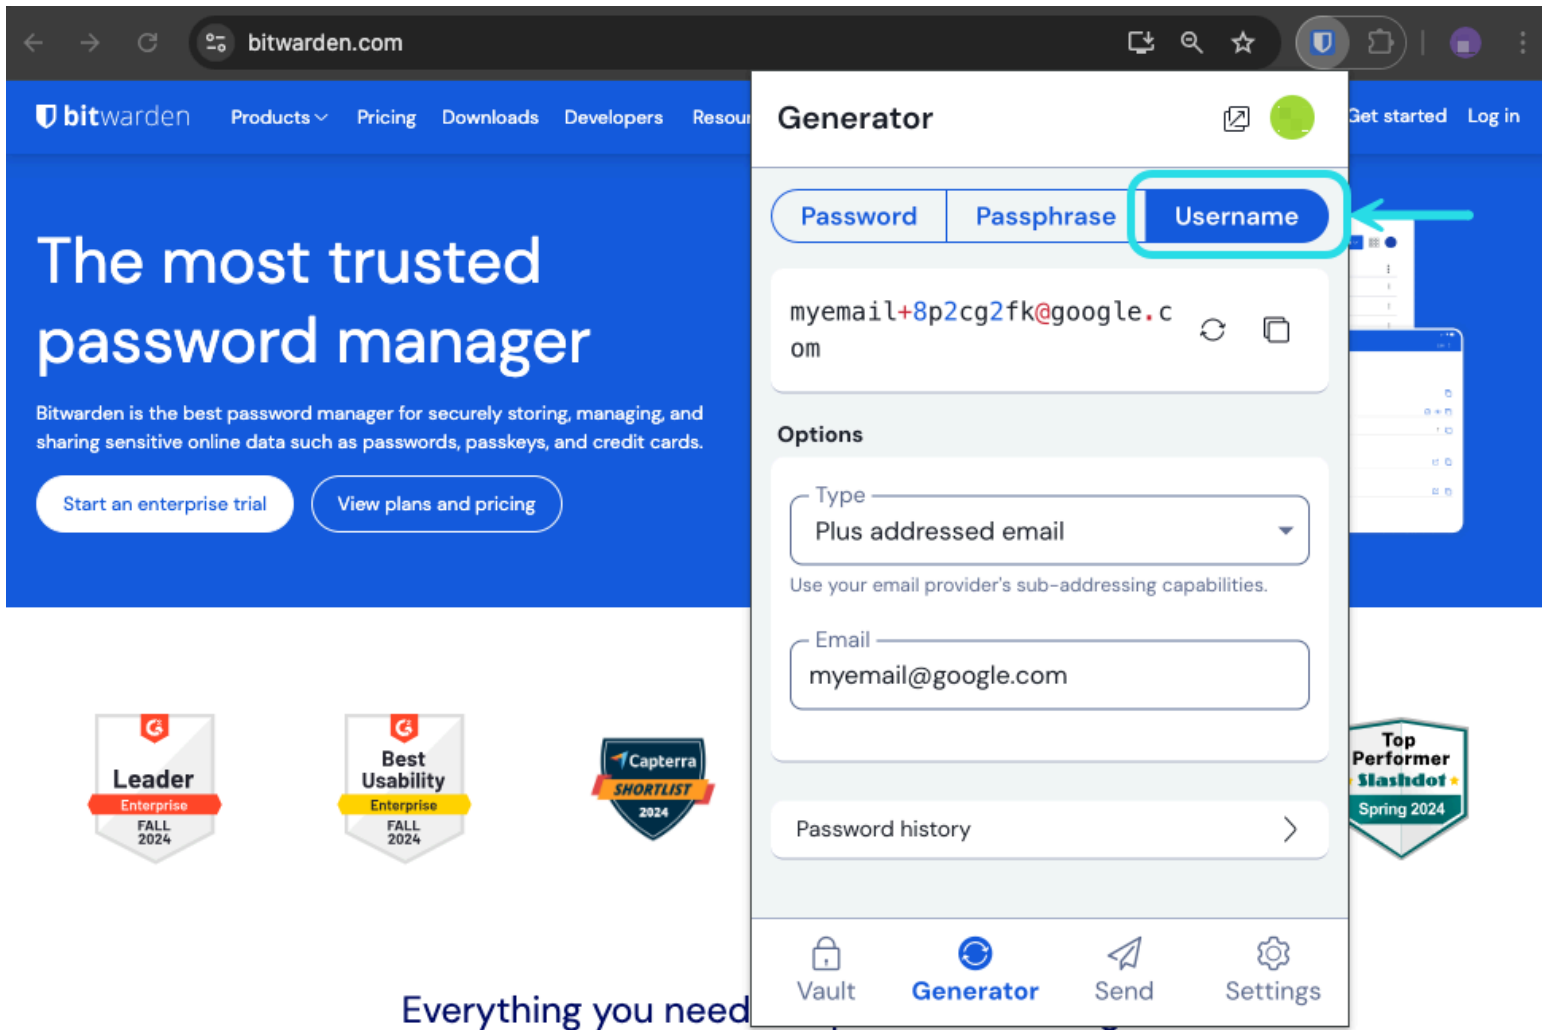 bitwarden.com
bitwarden
Products
Pricing
Downloads
Developers
Get started
Log in
The most trusted
password manager
Bitwarden is the best password manager for securely storing, managing, and
sharing sensitive online data such as passwords, passkeys, and credit cards.
Start an enterprise trial
View plans and pricing
Generator
Password
Passphrase
Username
myemail+8p2cg2fk@google.c
om
Options
Type
Plus addressed email
Use your email provider's sub-addressing capabilities.
Email
myemail@google.com
Password history
Vault
Generator
Send
Settings
Leader
Enterprise
FALL
2024
Best
Usability
Enterprise
FALL
2024
Capterra
SHORTLIST
2024
Top
Performer
Slashdot
Spring 2024
Everything you need